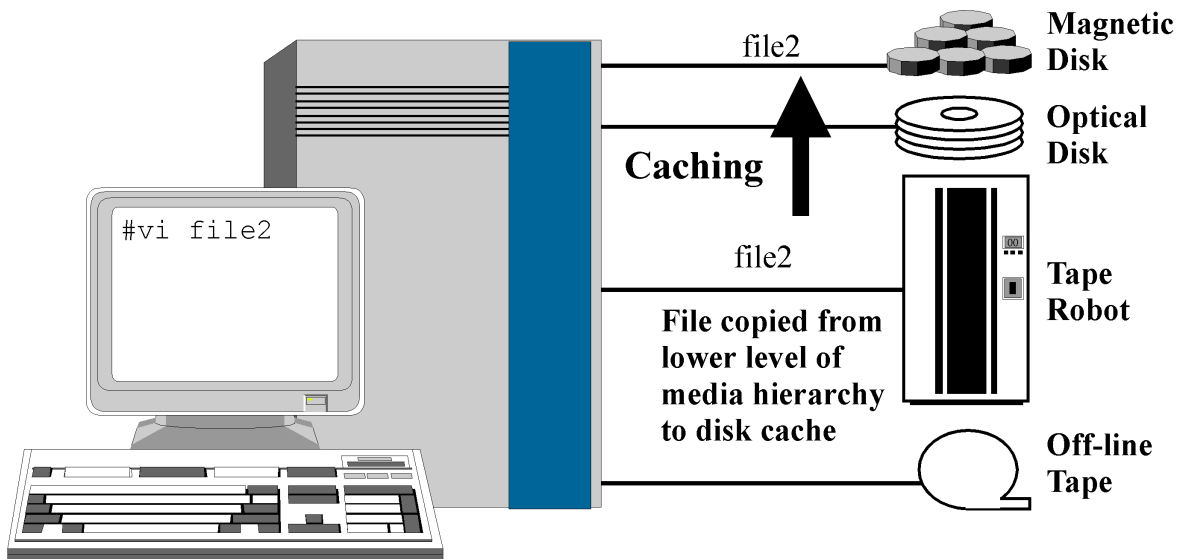 #vi file2
file2
Magnetic
Disk
Optical
Disk
Caching
file2
00
Tape
Robot
File copied from
lower level of
media hierarchy
to disk cache
Off-line
Tape